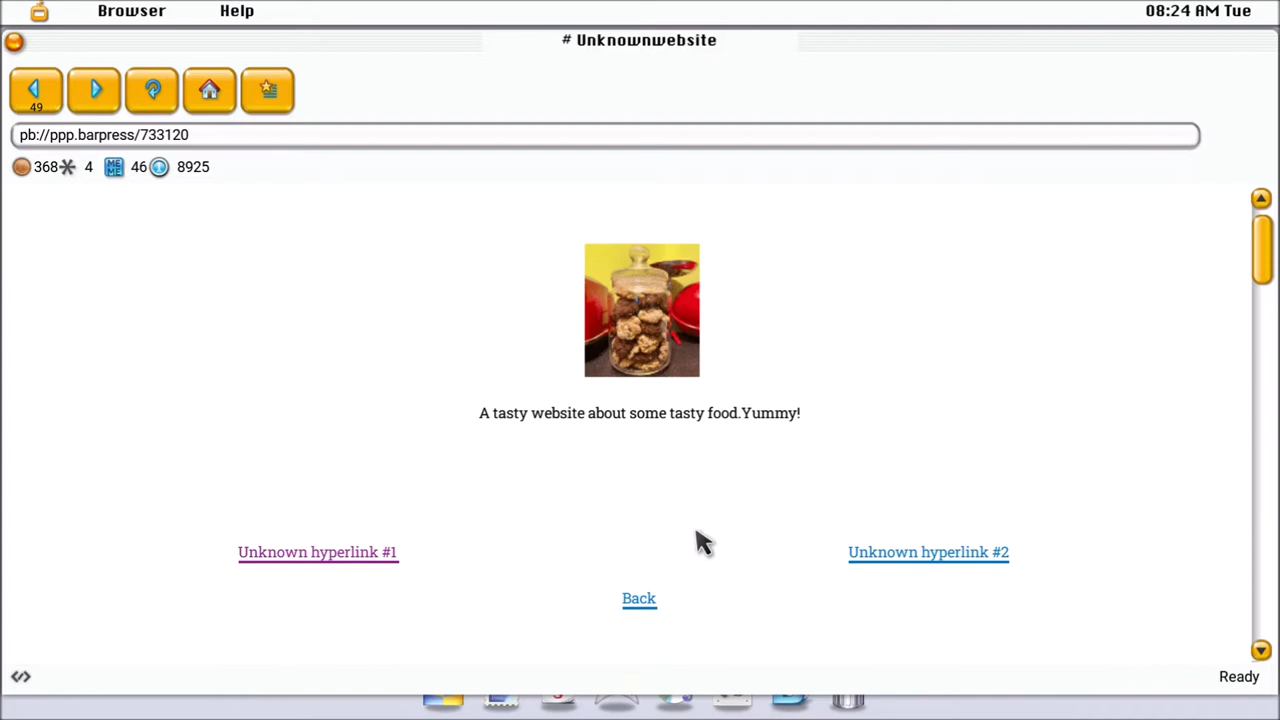 Browser Help 08:24 AM Tue
# Unknownwebsite
49
pb://ppp.barpress/733120
368 4 MEME 46 8925
A tasty website about some tasty food.Yummy!
Unknown hyperlink #1 Unknown hyperlink #2
Back
Ready